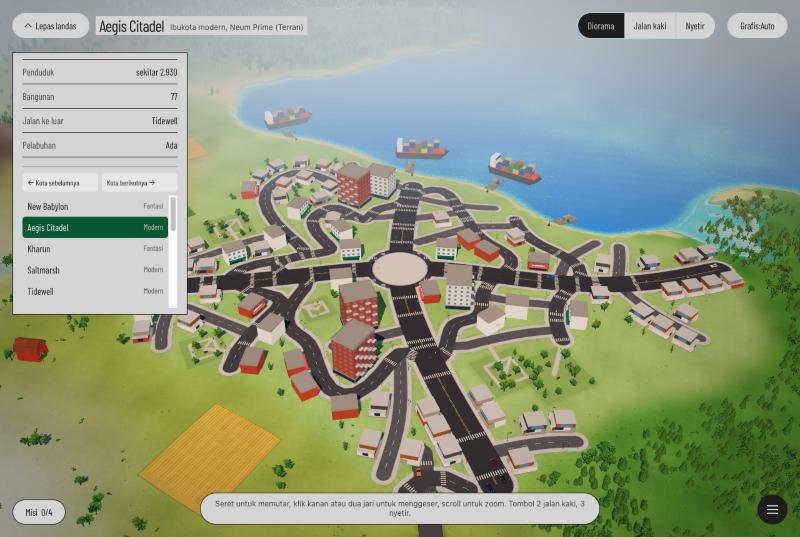 Lepas landas
Aegis Citadel Ibukota modern, Neum Prime (Terran)
Diorama Jalan kaki Nyetir
Grafis:Auto
Penduduk sekitar 2.930
Bangunan 77
Jalan ke luar Tidewell
Pelabuhan Ada
← Kota sebelumnya Kota berikutnya →
New Babylon Fantasi
Aegis Citadel Modern
Kharun Fantasi
Saltmarsh Modern
Tidewell Modern
Misi 0/4
Seret untuk memutar, klik kanan atau dua jari untuk menggeser, scroll untuk zoom. Tombol 2 jalan kaki, 3
nyetir.